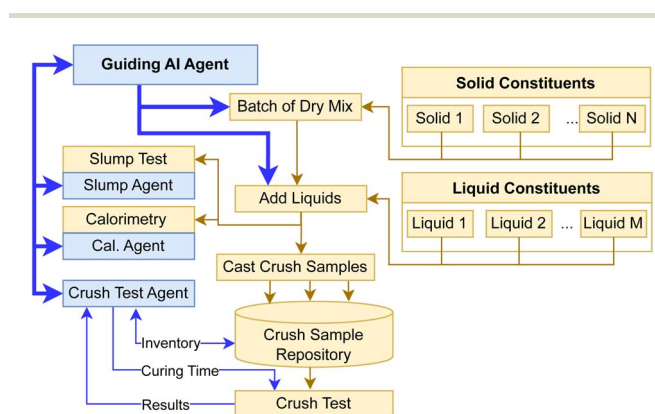 Guiding AI Agent
Batch of Dry Mix
Solid Constituents
Solid 1 Solid 2 ... Solid N
Slump Test
Slump Agent
Add Liquids
Liquid Constituents
Liquid 1 Liquid 2 ... Liquid M
Calorimetry
Cal. Agent
Cast Crush Samples
Crush Test Agent
Inventory
Crush Sample
Repository
Curing Time
Results
Crush Test